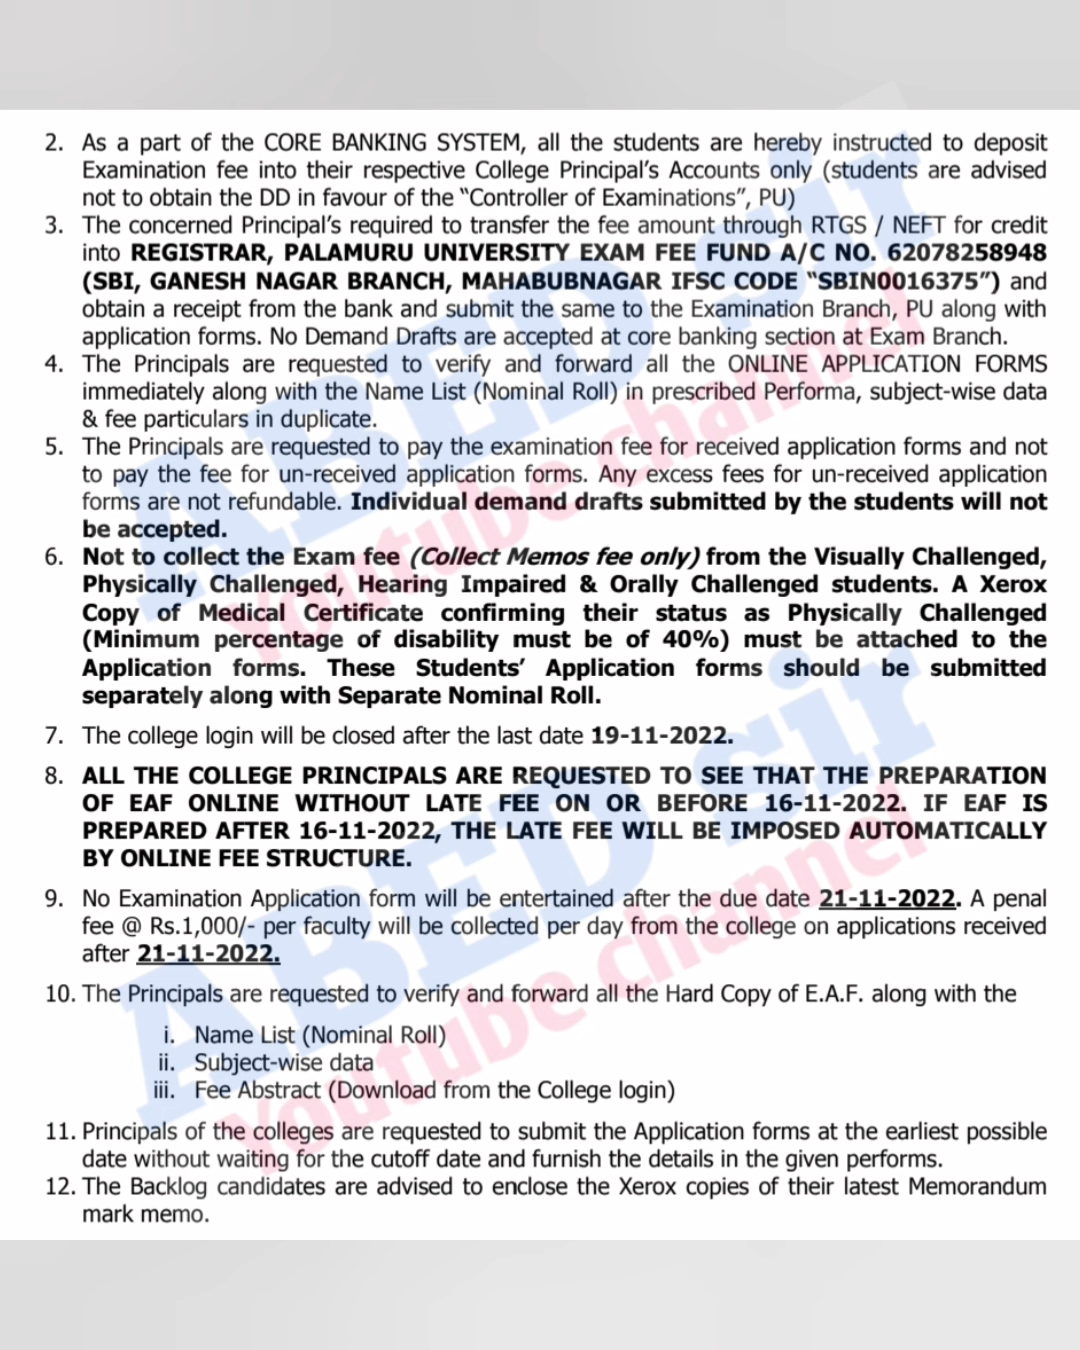 2. As a part of the CORE BANKING SYSTEM, all the students are hereby instructed to deposit
Examination fee into their respective College Principal's Accounts only (students are advised
not to obtain the DD in favour of the "Controller of Examinations", PU)
3. The concerned Principal's required to transfer the fee amount through RTGS / NEFT for credit
into REGISTRAR, PALAMURU UNIVERSITY EXAM FEE FUND A/C NO. 62078258948
(SBI, GANESH NAGAR BRANCH, MAHABUBNAGAR IFSC CODE "SBIN0016375") and
obtain a receipt from the bank and submit the same to the Examination Branch, PU along with
application forms. No Demand Drafts are accepted at core banking section at Exam Branch.
4. The Principals are requested to verify and forward all the ONLINE APPLICATION FORMS
immediately along with the Name List (Nominal Roll) in prescribed Performa, subject-wise data
& fee particulars in duplicate.
5. The Principals are requested to pay the examination fee for received application forms and not
to pay the fee for un-received application forms. Any excess fees for un-received application
forms are not refundable. Individual demand drafts submitted by the students will not
be accepted.
6. Not to collect the Exam fee (Collect Memos fee only) from the Visually Challenged,
Physically Challenged, Hearing Impaired & Orally Challenged students. A Xerox
Copy of Medical Certificate confirming their status as Physically Challenged
(Minimum percentage of disability must be of 40%) must be attached to the
Application forms. These Students' Application forms should be submitted
separately along with Separate Nominal Roll.
7. The college login will be closed after the last date 19-11-2022.
8. ALL THE COLLEGE PRINCIPALS ARE REQUESTED TO SEE THAT THE PREPARATION
OF EAF ONLINE WITHOUT LATE FEE ON OR BEFORE 16-11-2022. IF EAF IS
PREPARED AFTER 16-11-2022, THE LATE FEE WILL BE IMPOSED AUTOMATICALLY
BY ONLINE FEE STRUCTURE.
9. No Examination Application form will be entertained after the due date 21-11-2022. A penal
fee @ Rs.1,000/- per faculty will be collected per day from the college on applications received
after 21-11-2022.
10. The Principals are requested to verify and forward all the Hard Copy of E.A.F. along with the
i. Name List (Nominal Roll)
ii. Subject-wise data
iii. Fee Abstract (Download from the College login)
11. Principals of the colleges are requested to submit the Application forms at the earliest possible
date without waiting for the cutoff date and furnish the details in the given performs.
12. The Backlog candidates are advised to enclose the Xerox copies of their latest Memorandum
mark memo.
ABED sir
Youtube channel
ABED sir
Youtube channel